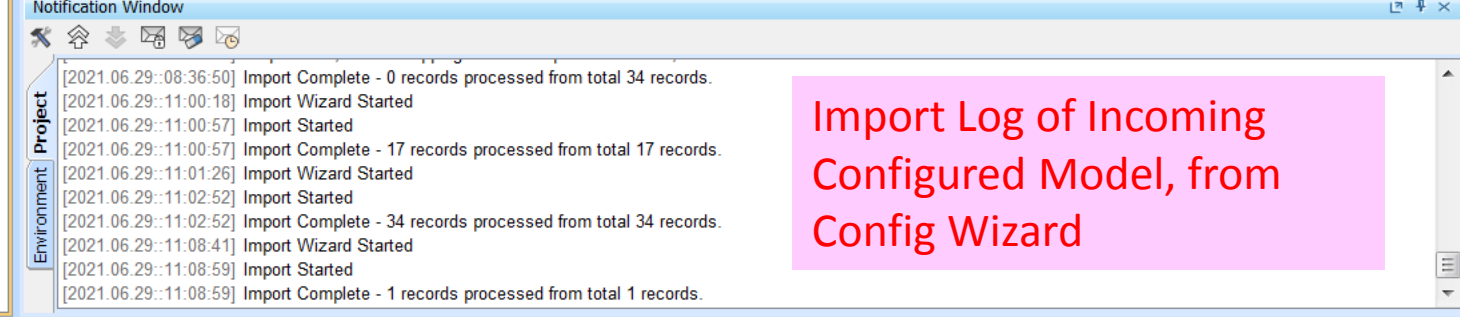 Notification Window
[2021.06.29::08:36:50] Import Complete - 0 records processed from total 34 records.
[2021.06.29::11:00:18] Import Wizard Started
[2021.06.29::11:00:57] Import Started
[2021.06.29::11:00:57] Import Complete - 17 records processed from total 17 records.
[2021.06.29::11:01:26] Import Wizard Started
[2021.06.29::11:02:52] Import Started
[2021.06.29::11:02:52] Import Complete - 34 records processed from total 34 records.
[2021.06.29::11:08:41] Import Wizard Started
[2021.06.29::11:08:59] Import Started
[2021.06.29::11:08:59] Import Complete - 1 records processed from total 1 records.
Project
Environment
Import Log of Incoming
Configured Model, from
Config Wizard